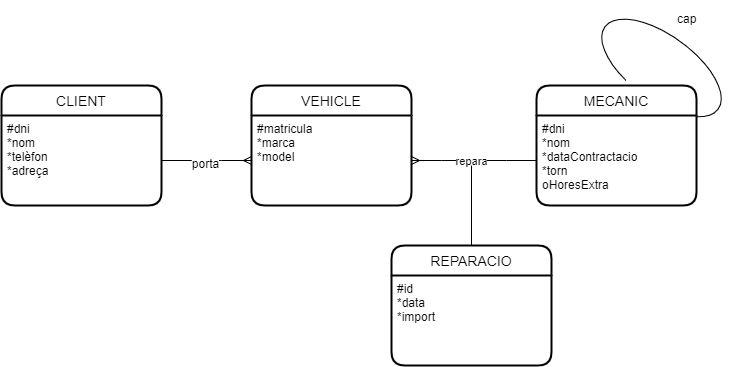 cap
CLIENT
#dni
*nom
*telèfon
*adreça
porta
VEHICLE
#matricula
*marca
*model
repara
MECANIC
#dni
*nom
*dataContractacio
*torn
oHoresExtra
REPARACIO
#id
*data
*import